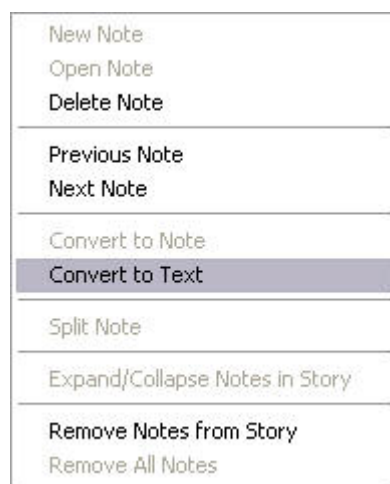 New Note
Open Note
Delete Note
Previous Note
Next Note
Convert to Note
Convert to Text
Split Note
Expand/Collapse Notes in Story
Remove Notes from Story
Remove All Notes